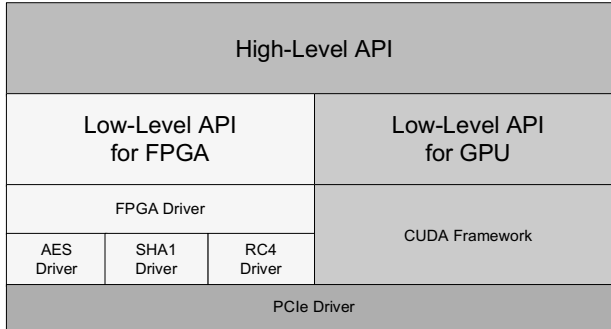 High-Level API
Low-Level API
for FPGA
Low-Level API
for GPU
FPGA Driver
CUDA Framework
AES
Driver
SHA1
Driver
RC4
Driver
PCIe Driver